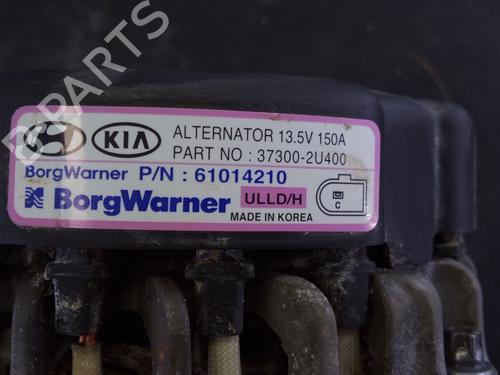 B-PARTS
KIA ALTERNATOR 13.5V 150A
PART NO : 37300-2U400
BorgWarner P/N : 61014210
BorgWarner ULLD/H C
MADE IN KOREA